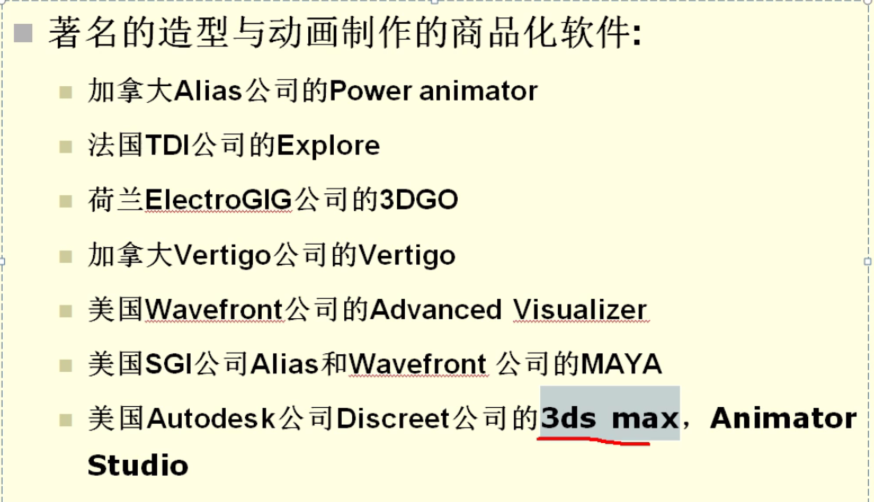 著名的造型与动画制作的商品化软件:
加拿大Alias公司的Power animator
法国TDI公司的Explore
荷兰ElectroGIG公司的3DGO
加拿大Vertigo公司的Vertigo
美国Wavefront公司的Advanced Visualizer
美国SGI公司Alias和Wavefront 公司的MAYA
美国Autodesk公司Discreet公司的3ds max，Animator
Studio